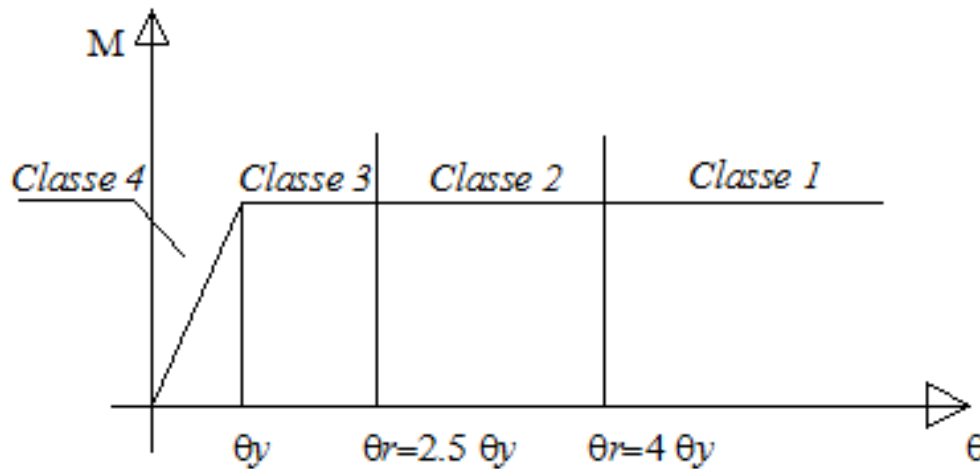 M
Classe 4 Classe 3 Classe 2 Classe 1
θy θr=2.5 θy θr=4 θy θ